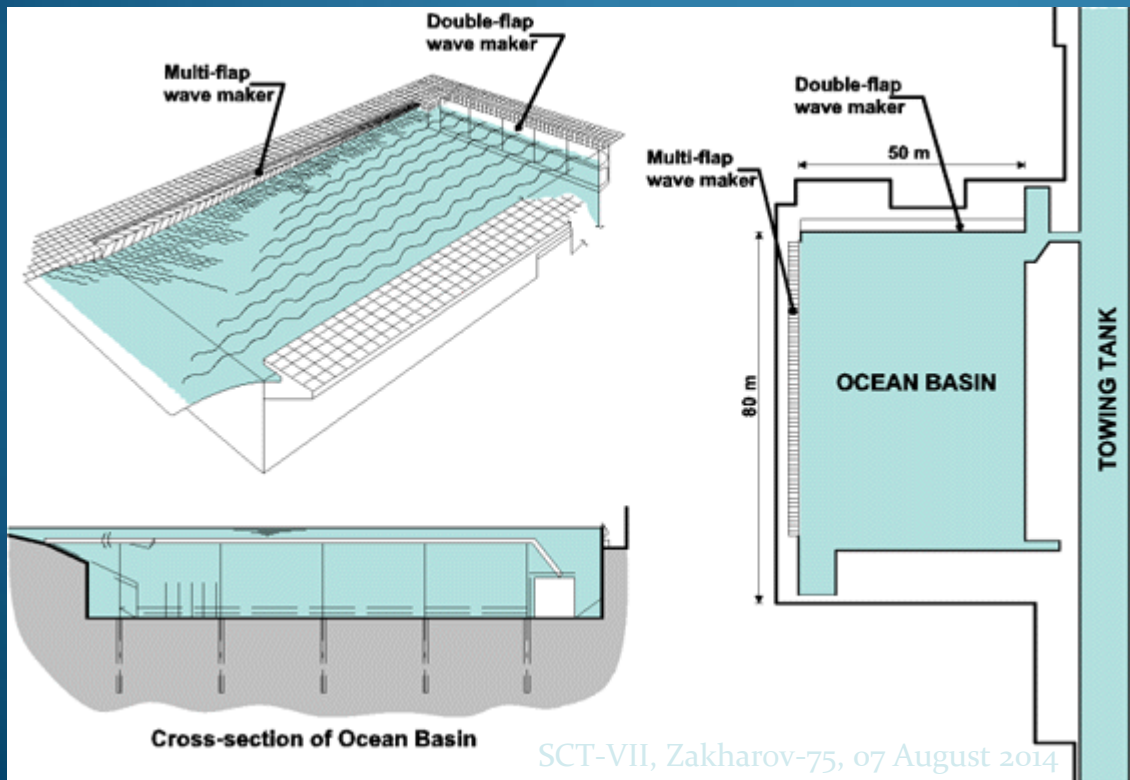 Double-flap
wave maker
Multi-flap
wave maker
Double-flap
wave maker
50 m
Multi-flap
wave maker
80 m
OCEAN BASIN
TOWING TANK
Cross-section of Ocean Basin
SCT-VII, Zakharov-75, 07 August 2014